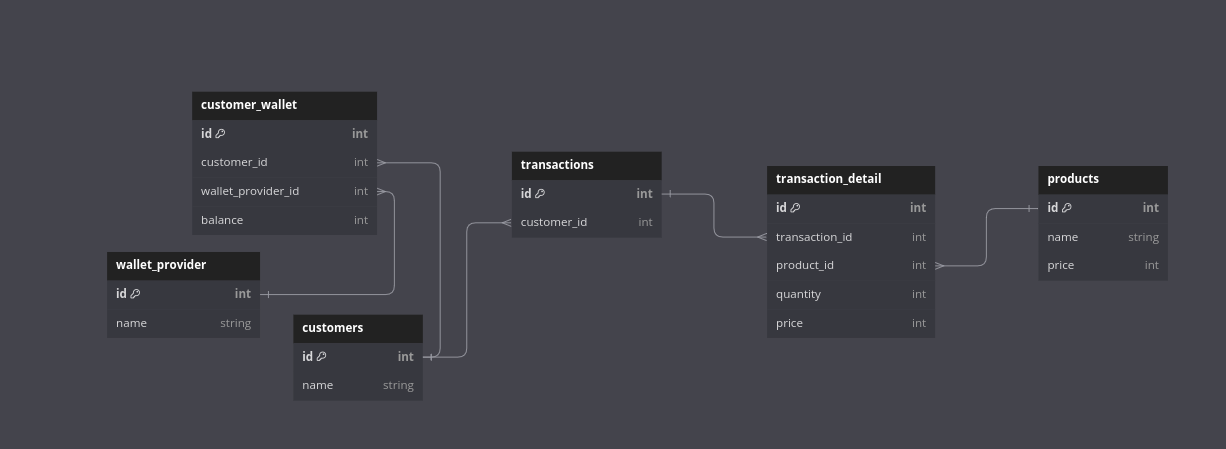 customer_wallet
id int
customer_id int
wallet_provider_id int
balance int
wallet_provider
id int
name string
customers
id int
name string
transactions
id int
customer_id int
transaction_detail
id int
transaction_id int
product_id int
quantity int
price int
products
id int
name string
price int